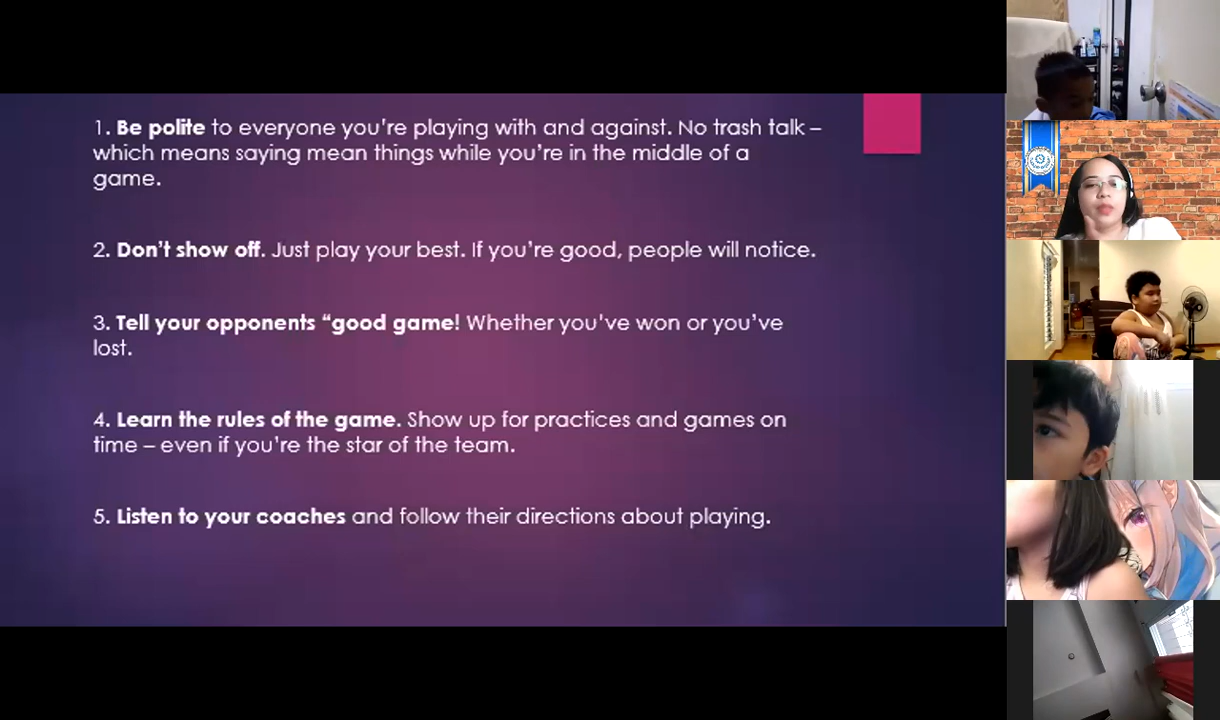 1. Be polite to everyone you're playing with and against. No trash talk –
which means saying mean things while you're in the middle of a
game.
2. Don't show off. Just play your best. If you're good, people will notice.
3. Tell your opponents "good game! Whether you've won or you've
lost.
4. Learn the rules of the game. Show up for practices and games on
time – even if you're the star of the team.
5. Listen to your coaches and follow their directions about playing.